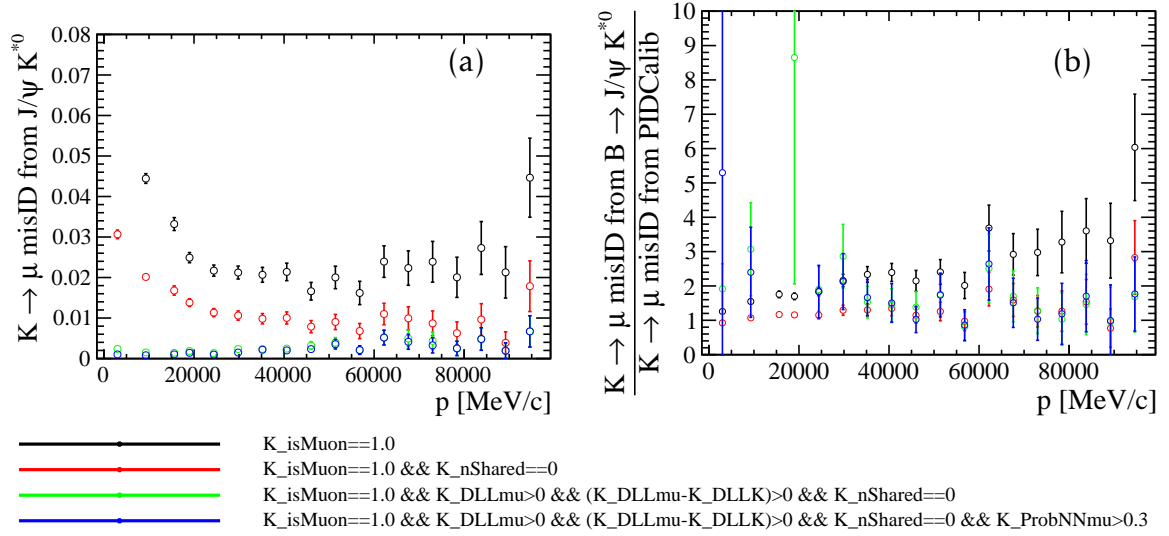 K → μ misID from J/ψ K*0
0.08
0.07
0.06
0.05
0.04
0.03
0.02
0.01
0
(a)
0 20000 40000 60000 80000
p [MeV/c]
K → μ misID from B → J/ψ K*0
K → μ misID from PIDCalib
10
9
8
7
6
5
4
3
2
1
0
(b)
0 20000 40000 60000 80000
p [MeV/c]
K_isMuon==1.0
K_isMuon==1.0 && K_nShared==0
K_isMuon==1.0 && K_DLLmu>0 && (K_DLLmu-K_DLLK)>0 && K_nShared==0
K_isMuon==1.0 && K_DLLmu>0 && (K_DLLmu-K_DLLK)>0 && K_nShared==0 && K_ProbNNmu>0.3